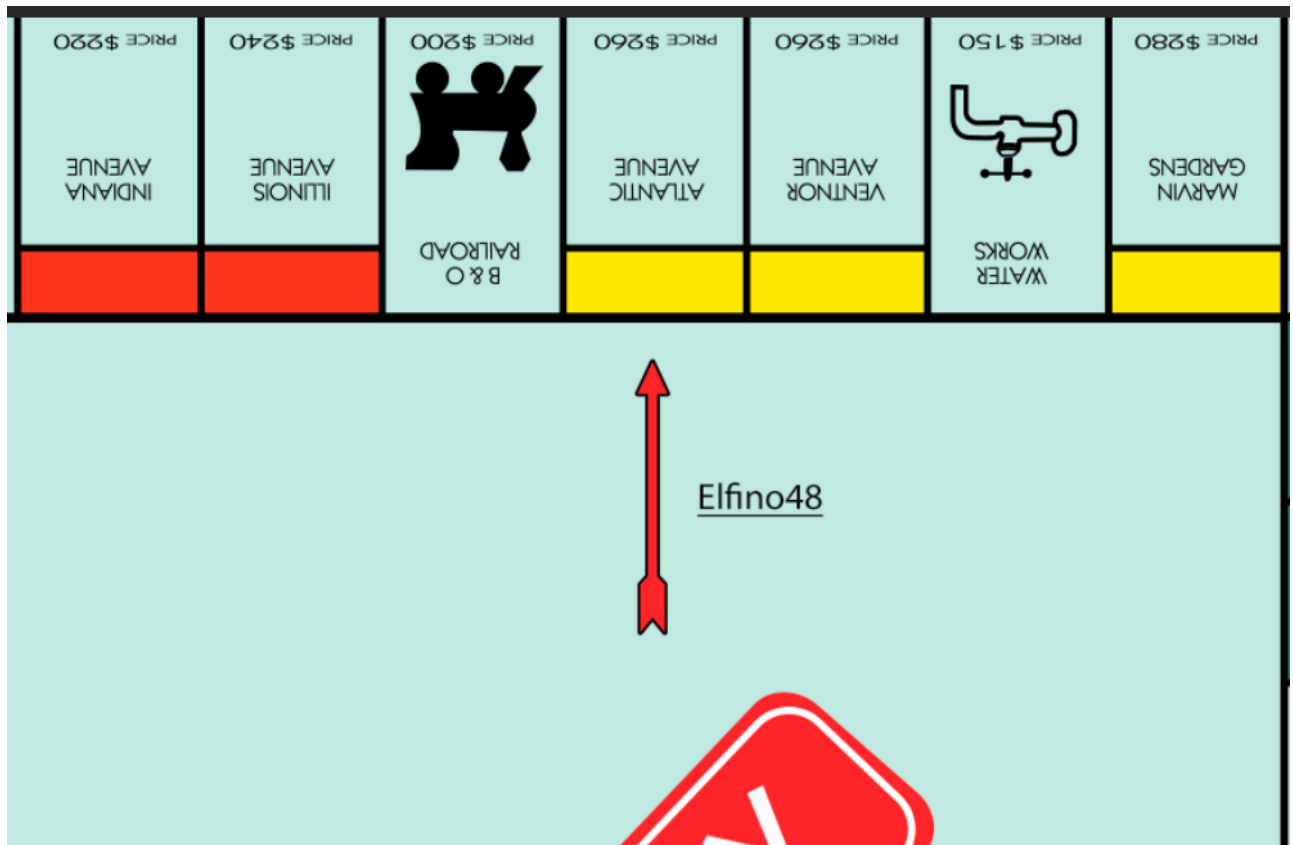 PRICE $220
INDIANA
AVENUE
PRICE $240
ILLINOIS
AVENUE
PRICE $200
B & O
RAILROAD
PRICE $260
ATLANTIC
AVENUE
PRICE $260
VENTNOR
AVENUE
PRICE $150
WATER
WORKS
PRICE $280
MARVIN
GARDENS
Elfino48